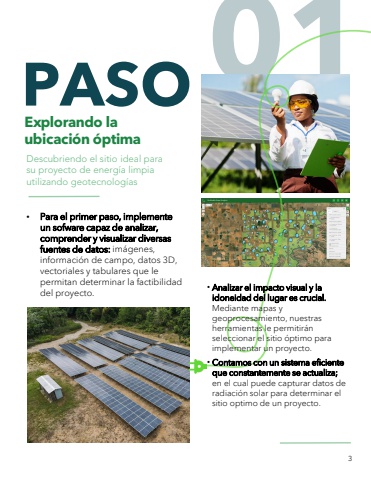 01
PASO
Explorando la
ubicación óptima
Descubriendo el sitio ideal para
su proyecto de energía limpia
utilizando geotecnologías
• Para el primer paso, implemente
un sofware capaz de analizar,
comprender y visualizar diversas
fuentes de datos: imágenes,
información de campo, datos 3D,
vectoriales y tabulares que le
permitan determinar la factibilidad
del proyecto.
• Analizar el impacto visual y la
idoneidad del lugar es crucial.
Mediante mapas y
geoprocesamiento, nuestras
herramientas le permitirán
seleccionar el sitio óptimo para
implementar un proyecto.
• Contamos con un sistema eficiente
que constantemente se actualiza;
en el cual puede capturar datos de
radiación solar para determinar el
sitio optimo de un proyecto.
3